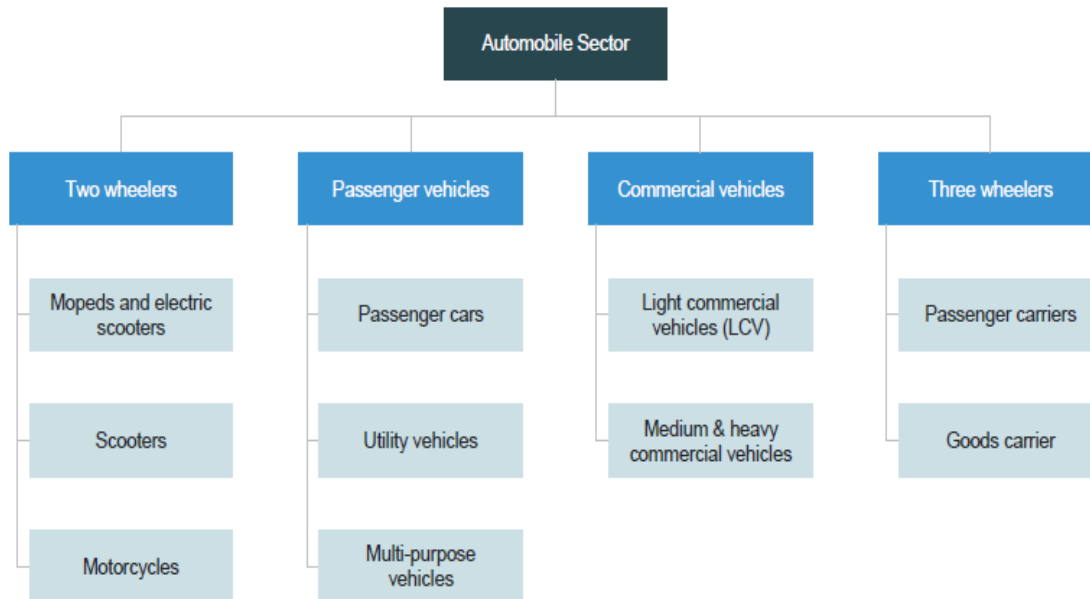 Automobile Sector
Two wheelers
Passenger vehicles
Commercial vehicles
Three wheelers
Mopeds and electric
scooters
Passenger cars
Light commercial
vehicles (LCV)
Passenger carriers
Scooters
Utility vehicles
Medium & heavy
commercial vehicles
Goods carrier
Motorcycles
Multi-purpose
vehicles